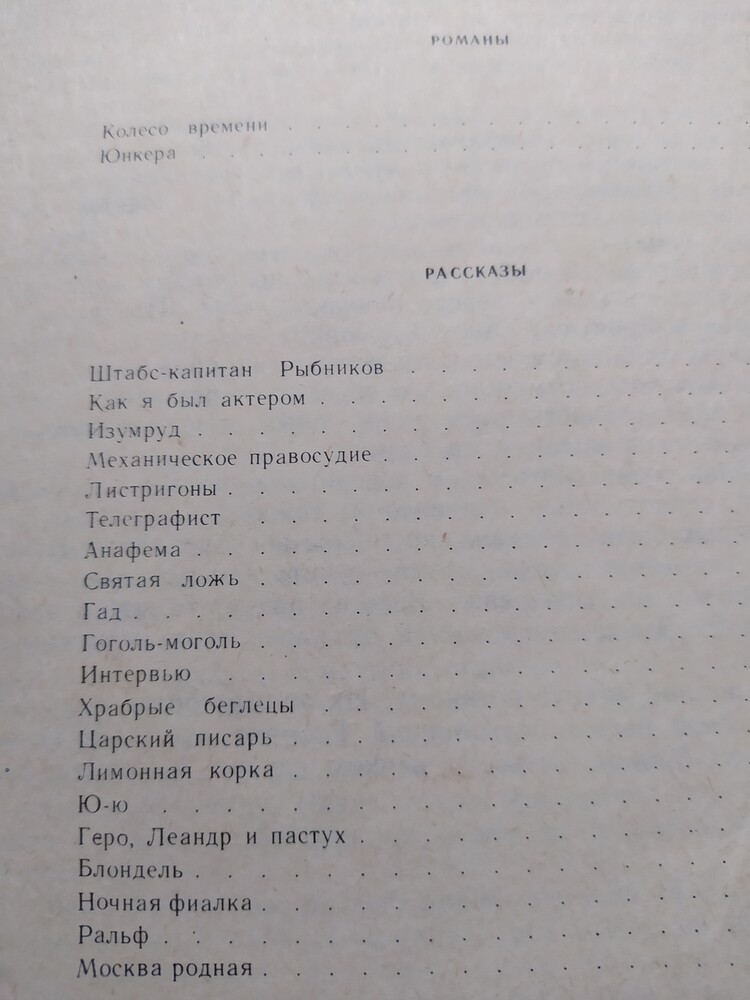 РОМАНЫ
Колесо времени . . . . . . . . . . . . . .
Юнкера . . . . . . . . . . . . . . . . .
РАССКАЗЫ
Штабс-капитан Рыбников . . . . . . . . . . .
Как я был актером . . . . . . . . . . . . .
Изумруд . . . . . . . . . . . . . . . . .
Механическое правосудие . . . . . . . . . . .
Листригоны . . . . . . . . . . . . . . . .
Телеграфист . . . . . . . . . . . . . . .
Анафема . . . . . . . . . . . . . . . . .
Святая ложь . . . . . . . . . . . . . . .
Гад . . . . . . . . . . . . . . . . . . .
Гоголь-моголь . . . . . . . . . . . . . . .
Интервью . . . . . . . . . . . . . . . .
Храбрые беглецы . . . . . . . . . . . . .
Царский писарь . . . . . . . . . . . . . .
Лимонная корка . . . . . . . . . . . . . .
Ю-ю . . . . . . . . . . . . . . . . . .
Геро, Леандр и пастух . . . . . . . . . . . .
Блондель . . . . . . . . . . . . . . . . .
Ночная фиалка . . . . . . . . . . . . . . .
Ральф . . . . . . . . . . . . . . . . . .
Москва родная . . . . . . . . . . . . . . .